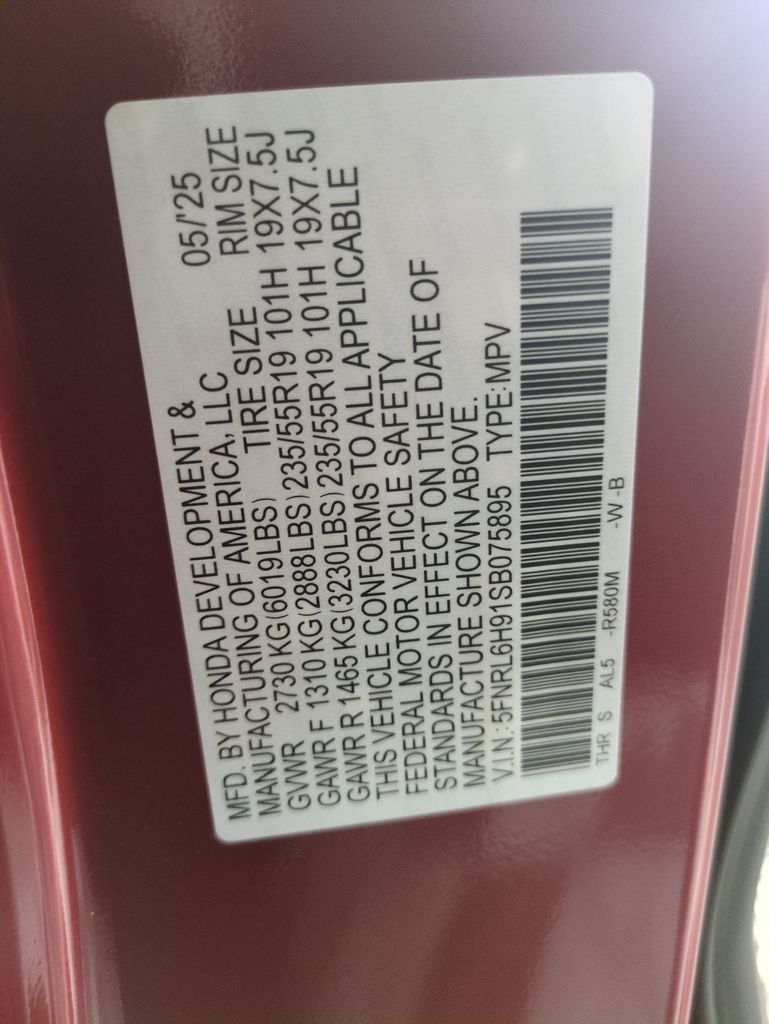 MFD. BY HONDA DEVELOPMENT & 05/'25
MANUFACTURING OF AMERICA, LLC
TIRE SIZE RIM SIZE
GVWR 2730 KG(6019LBS)
GAWR F 1310 KG(2888LBS) 235/55R19 101H 19X7.5J
GAWR R 1465 KG(3230LBS) 235/55R19 101H 19X7.5J
THIS VEHICLE CONFORMS TO ALL APPLICABLE
FEDERAL MOTOR VEHICLE SAFETY
STANDARDS IN EFFECT ON THE DATE OF
MANUFACTURE SHOWN ABOVE.
V.I.N.:5FNRL6H91SB075895 TYPE:MPV
THR S AL5 -R580M -W -B